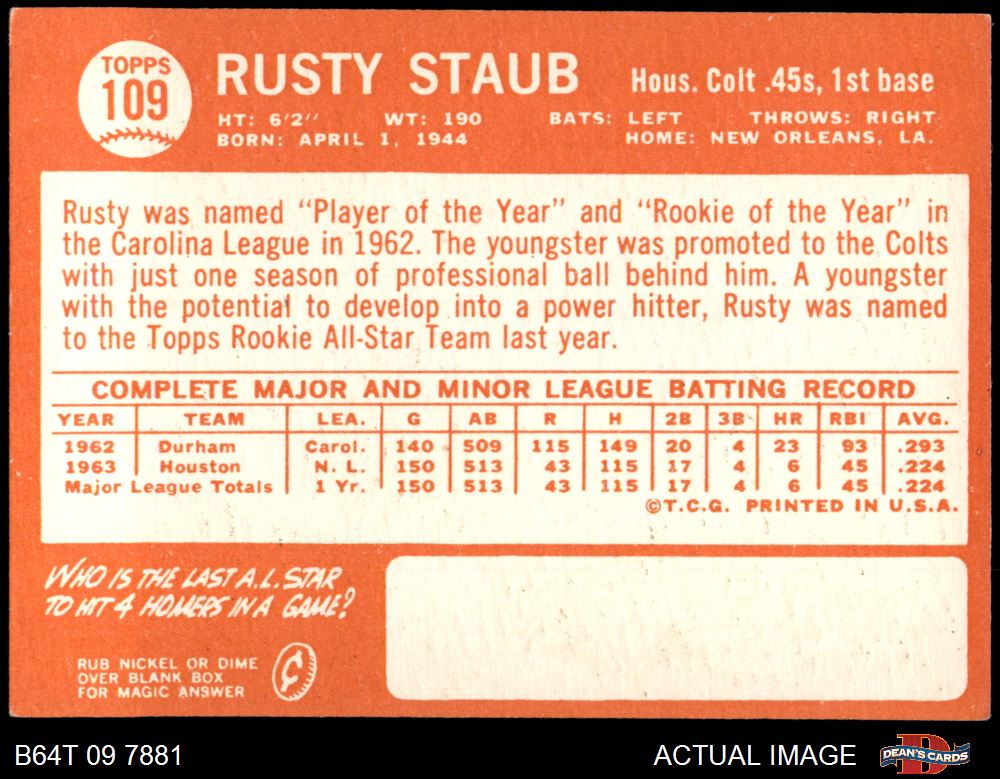 TOPPS
109
RUSTY STAUB
Hous. Colt .45s, 1st base
HT: 6'2" WT: 190 BATS: LEFT THROWS: RIGHT
BORN: APRIL 1, 1944 HOME: NEW ORLEANS, LA.
Rusty was named "Player of the Year" and "Rookie of the Year" in
the Carolina League in 1962. The youngster was promoted to the Colts
with just one season of professional ball behind him. A youngster
with the potential to develop into a power hitter, Rusty was named
to the Topps Rookie All-Star Team last year.
COMPLETE MAJOR AND MINOR LEAGUE BATTING RECORD
YEAR TEAM LEA. G AB R H 2B 3B HR RBI AVG.
1962 Durham Carol. 140 509 115 149 20 4 23 93 .293
1963 Houston N. L. 150 513 43 115 17 4 6 45 .224
Major League Totals 1 Yr. 150 513 43 115 17 4 6 45 .224
©T.C.G. PRINTED IN U.S.A.
WHO IS THE LAST A.L. STAR
TO HIT 4 HOMERS IN A GAME?
RUB NICKEL OR DIME
OVER BLANK BOX
FOR MAGIC ANSWER
¢
B64T 09 7881 ACTUAL IMAGE
DEAN'S CARDS